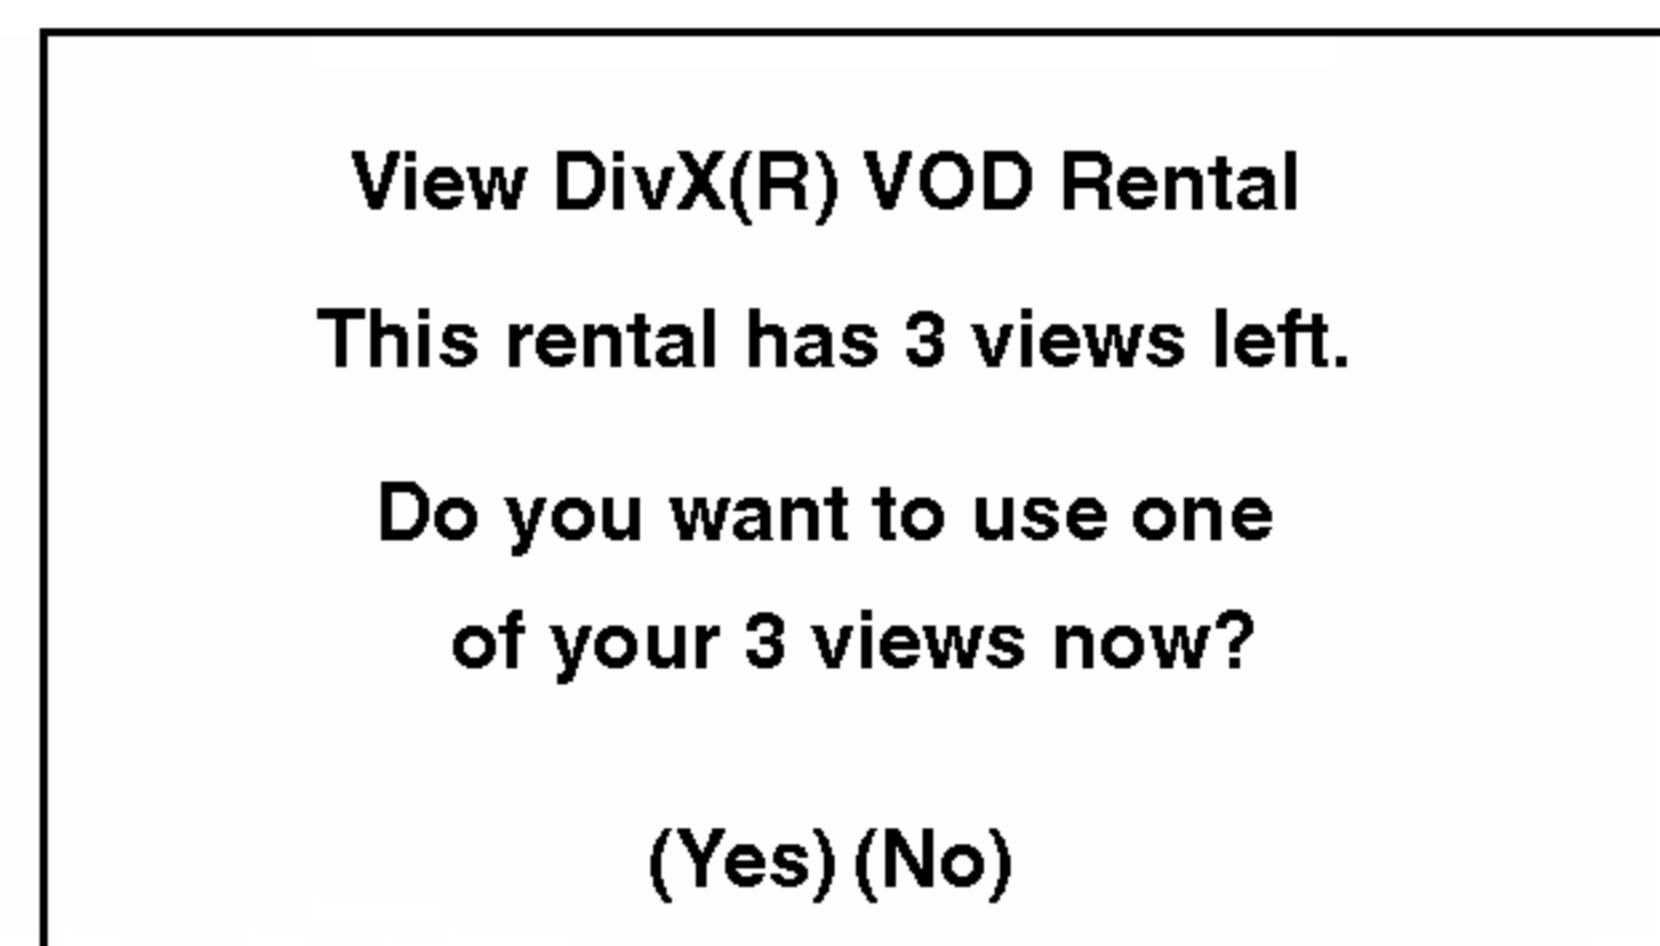 View DivX(R) VOD Rental
This rental has 3 views left.
Do you want to use one
of your 3 views now?
(Yes) (No)